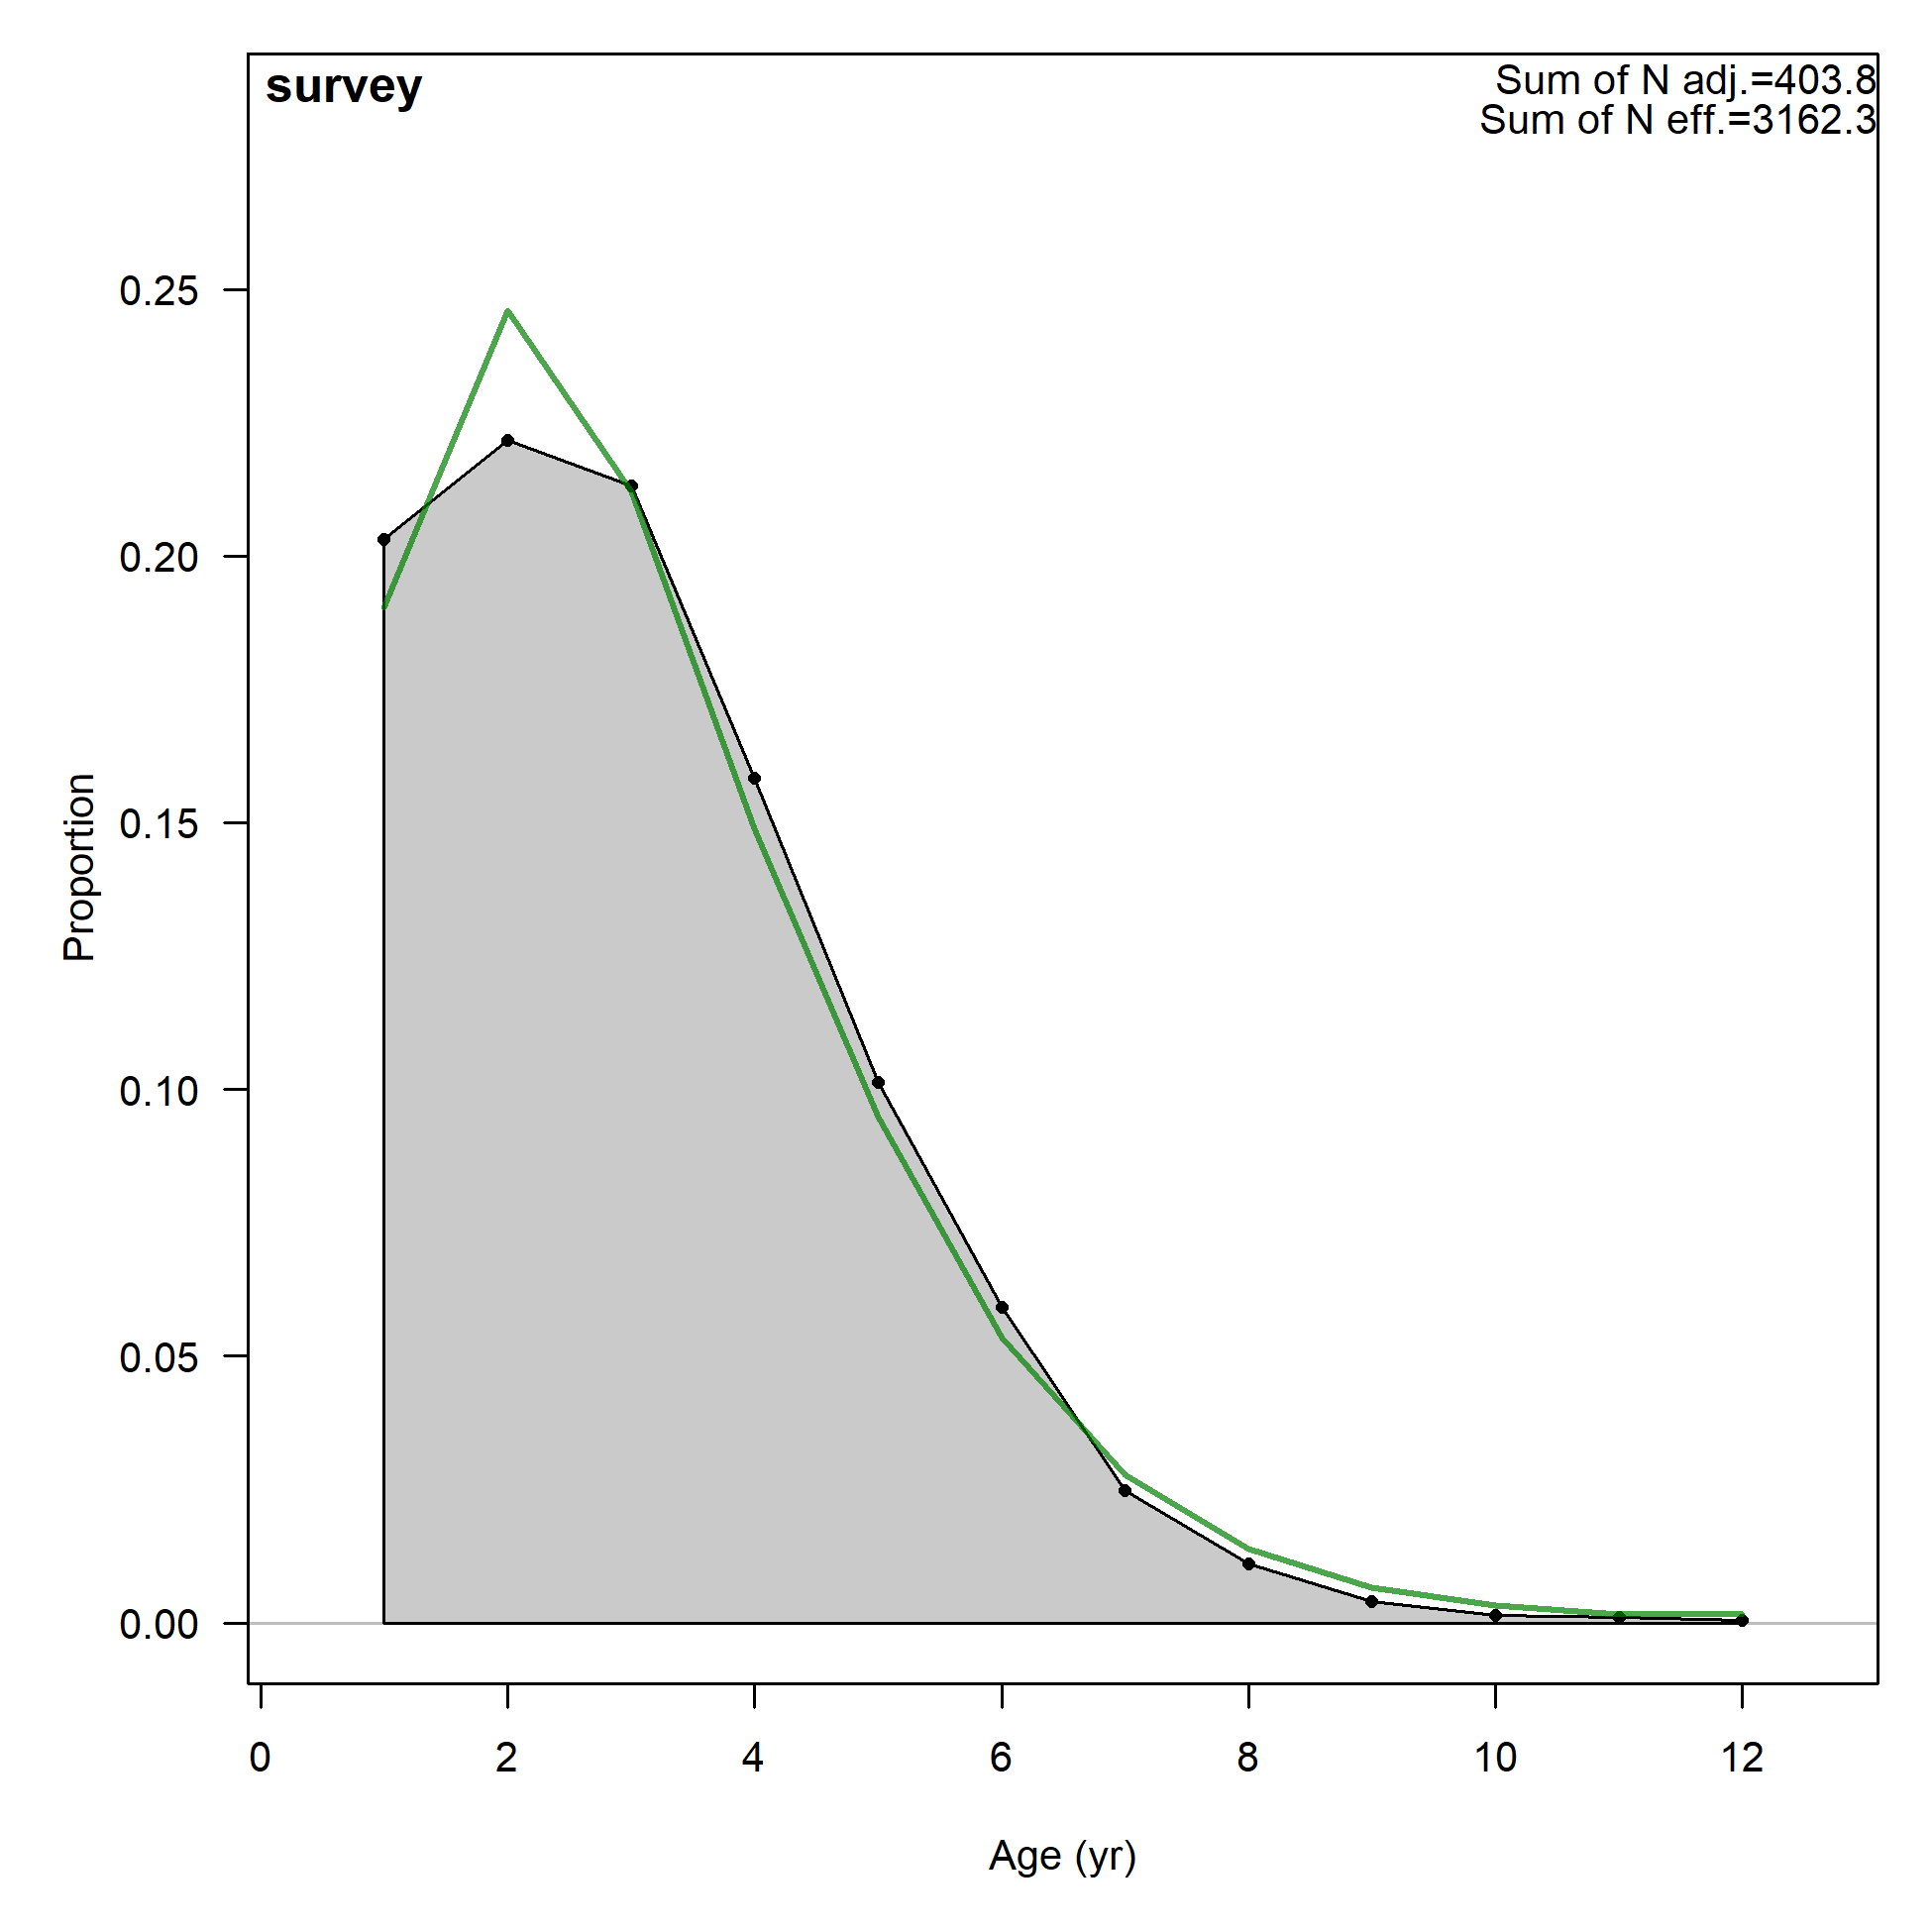 survey
Sum of N adj.=403.8
Sum of N eff.=3162.3
Proportion
0.25
0.20
0.15
0.10
0.05
0.00
0 2 4 6 8 10 12
Age (yr)